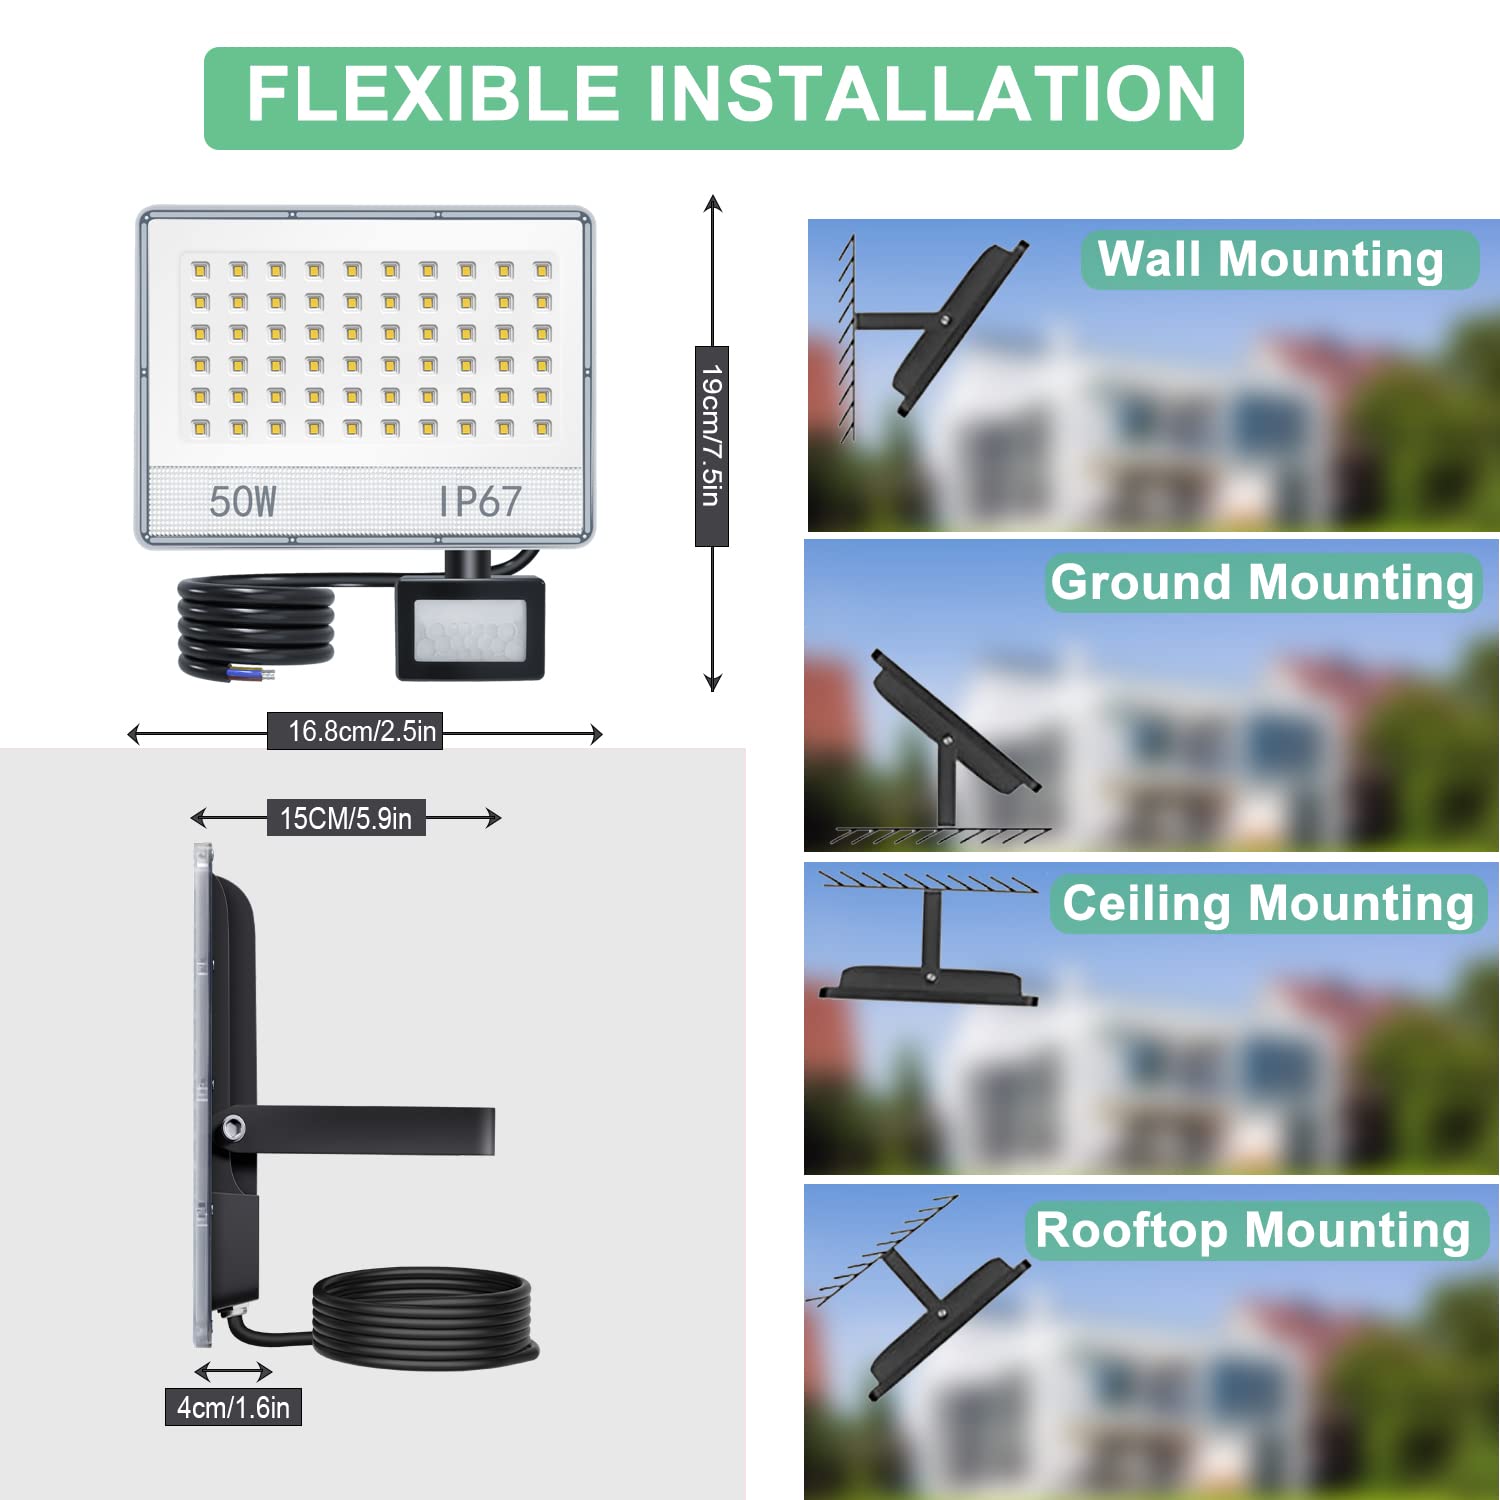 FLEXIBLE INSTALLATION
50W IP67
19cm/7.5in
16.8cm/2.5in
15CM/5.9in
4cm/1.6in
Wall Mounting
Ground Mounting
Ceiling Mounting
Rooftop Mounting